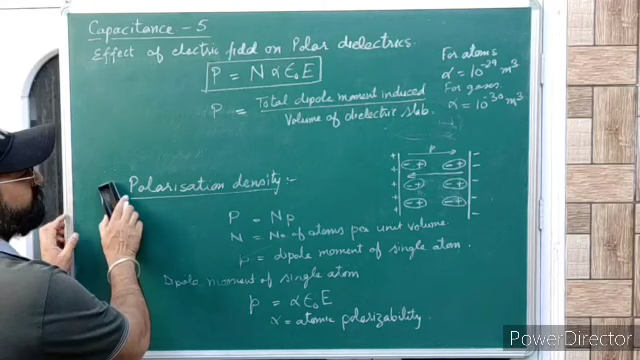 Capacitance - 5
Effect of electric field on Polar dielectrics.
P = N α ε₀ E
P = Total dipole moment induced
Volume of dielectric slab.
For atoms
α = 10⁻²⁹ m³
For gases
α = 10³⁰ m³
Polarisation density :-
P = Np
N = No of atoms per unit volume.
p = dipole moment of single atom.
Dipole moment of single atom
p = α ε₀ E
α = atomic polarizability.
P
+ - + - + -
+
+ - + - + -
+ - + - + -
+ -
PowerDirector